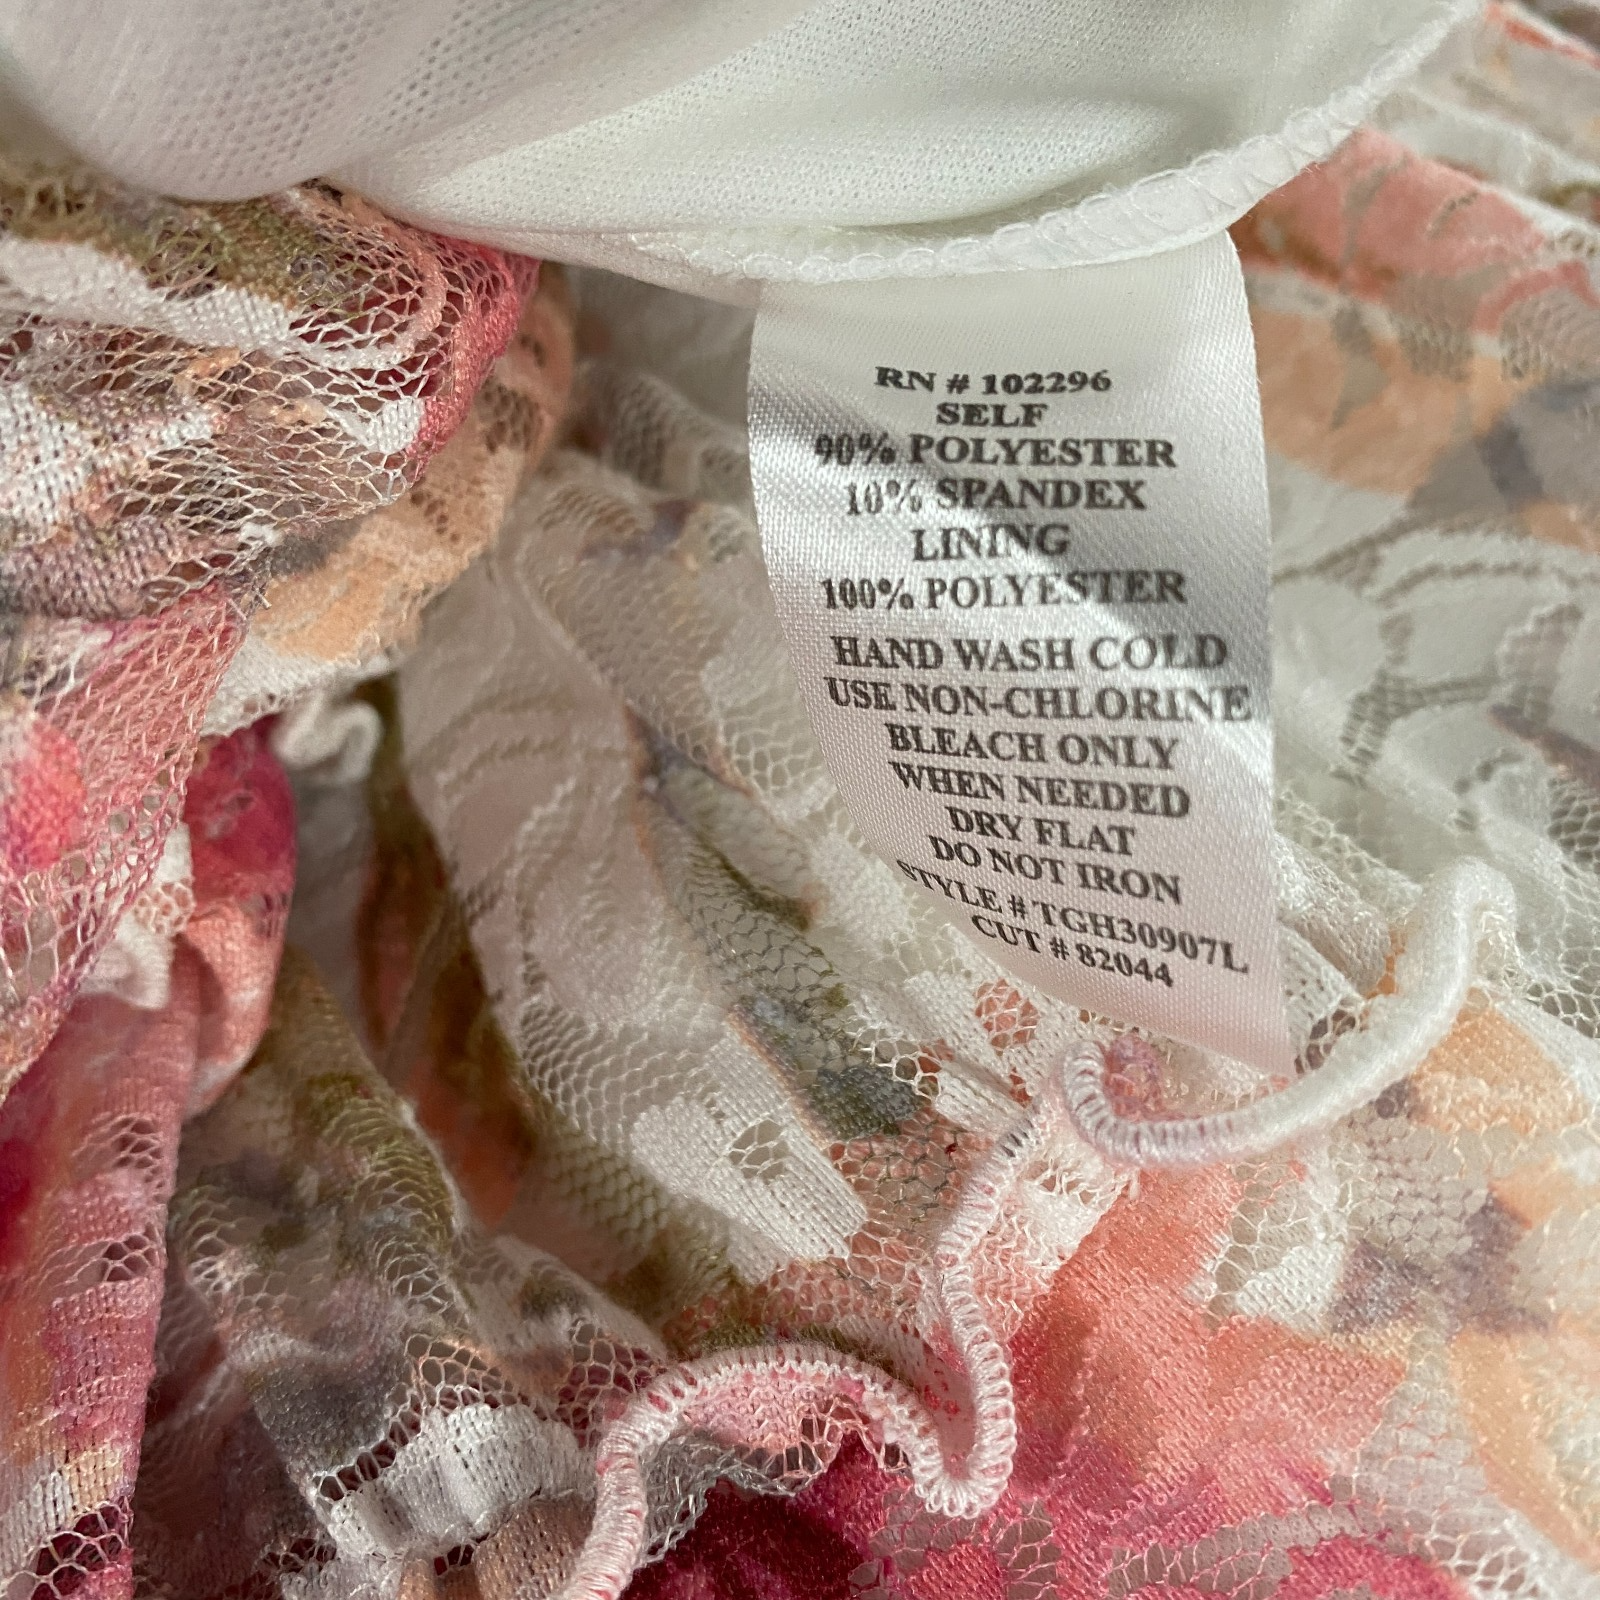 RN # 102296
SELF
90% POLYESTER
10% SPANDEX
LINING
100% POLYESTER
HAND WASH COLD
USE NON-CHLORINE
BLEACH ONLY
WHEN NEEDED
DRY FLAT
DO NOT IRON
STYLE # TGH30907L
CUT # 82044